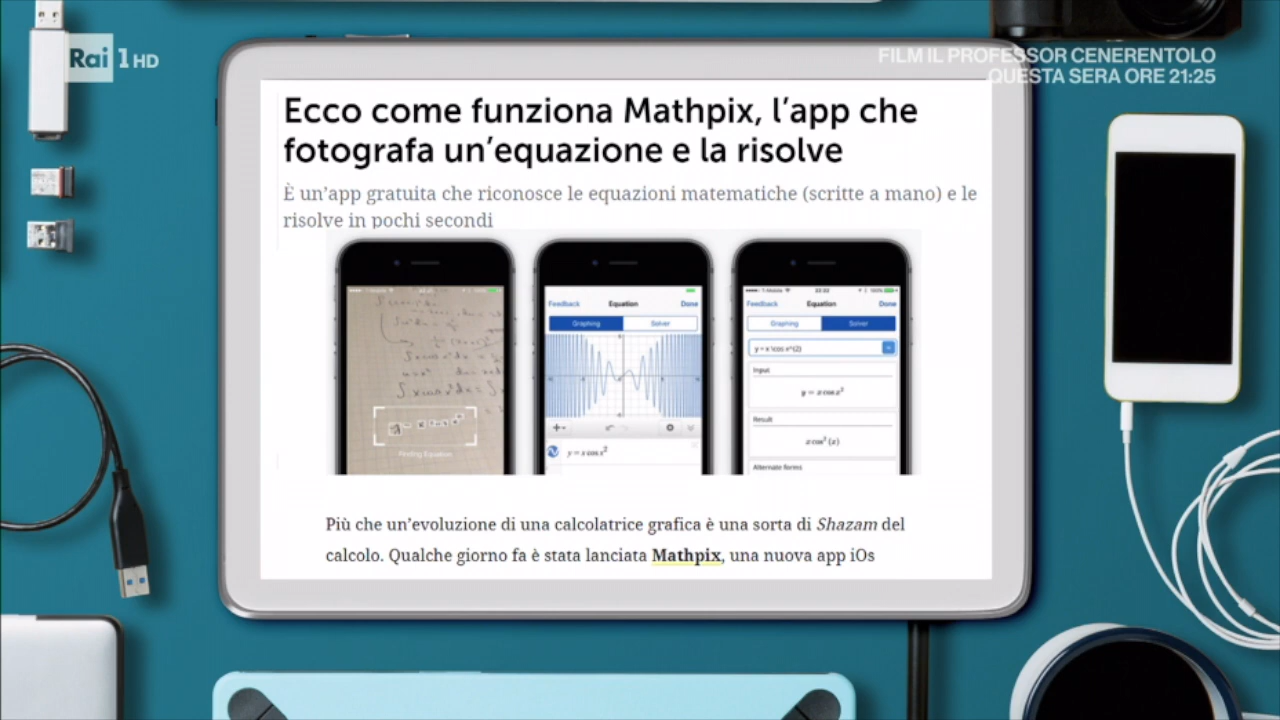 Rai 1 HD
FILM IL PROFESSOR CENERENTOLO
QUESTA SERA ORE 21:25
Ecco come funziona Mathpix, l’app che
fotografa un’equazione e la risolve
È un’app gratuita che riconosce le equazioni matematiche (scritte a mano) e le
risolve in pochi secondi
Finding Equation
Feedback Equation Done
Graphing Solver
y = x cos x²
Feedback Equation Done
Graphing Solver
y = x \cos x^{2}
Input
y = x cos x²
Result
x cos² (x)
Alternate forms
Più che un’evoluzione di una calcolatrice grafica è una sorta di Shazam del
calcolo. Qualche giorno fa è stata lanciata Mathpix, una nuova app iOs